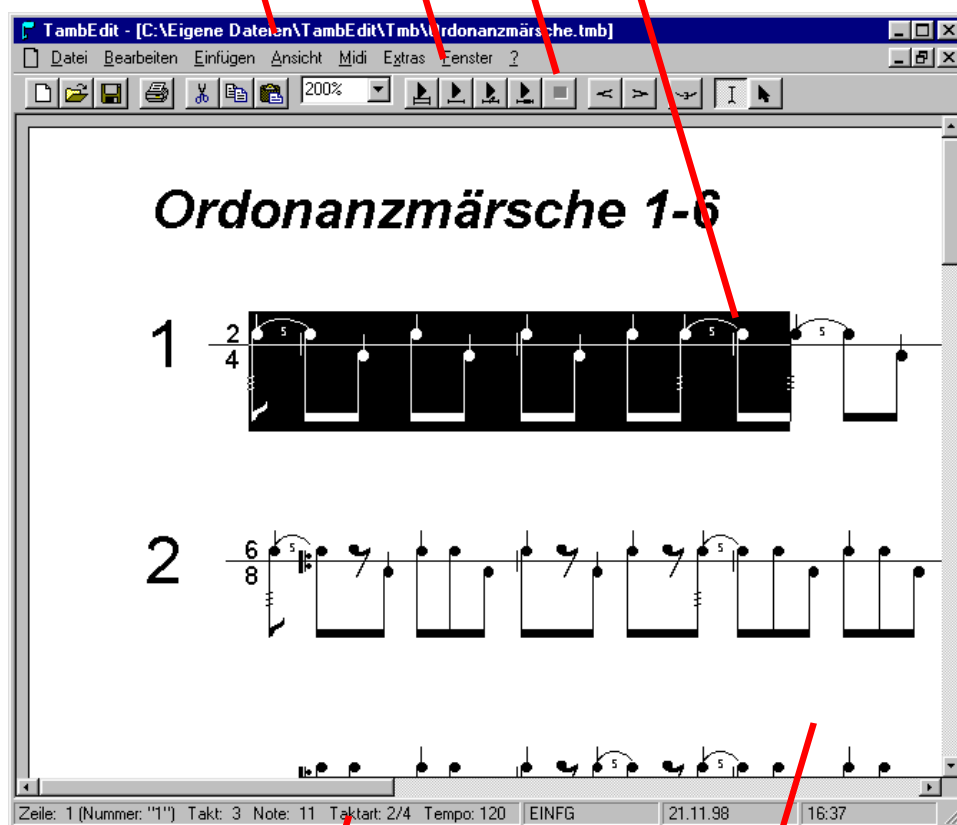 TambEdit - [C:\Eigene Dateien\TambEdit\Tmb\Ordonanzmärsche.tmb]
Datei Bearbeiten Einfügen Ansicht Midi Extras Fenster ?
200%
Ordonanzmärsche 1-6
1 2 4 5 5 5
2 6 8 5 5
5 5
Zeile: 1 (Nummer: "1") Takt: 3 Note: 11 Taktart: 2/4 Tempo: 120 EINFG 21.11.98 16:37